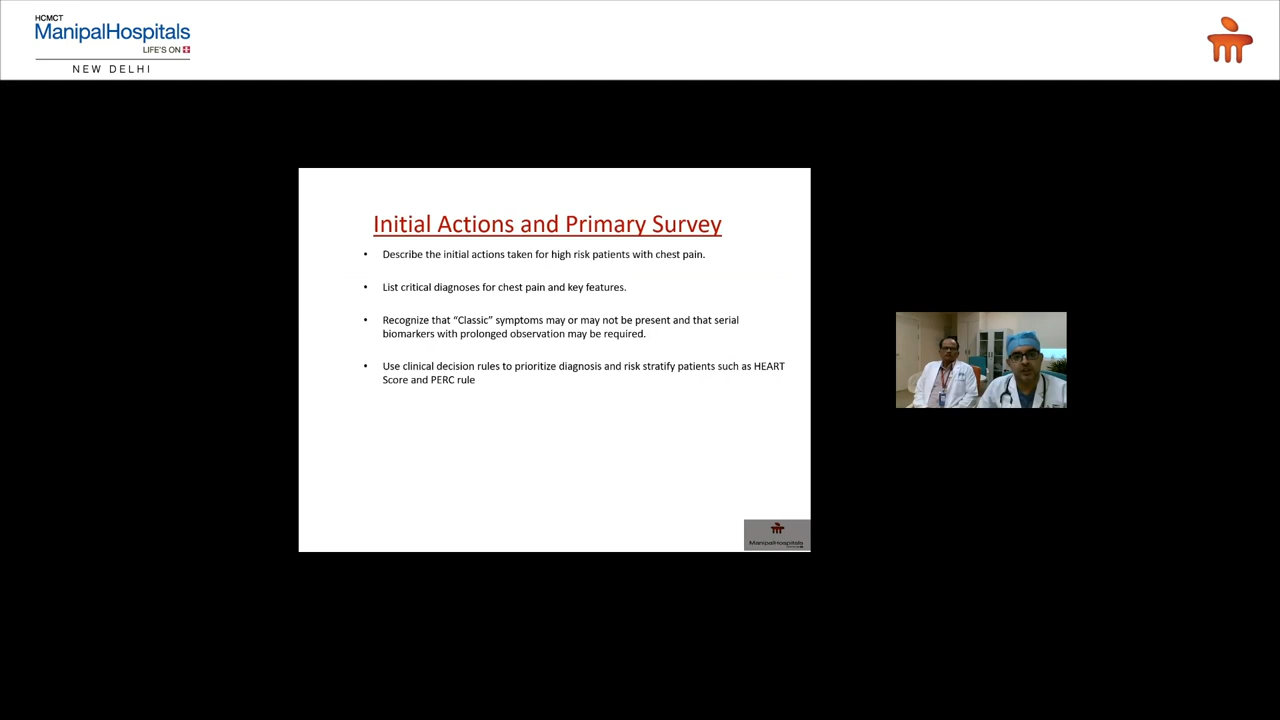 HCMCT
ManipalHospitals
LIFE'S ON
NEW DELHI
Initial Actions and Primary Survey
• Describe the initial actions taken for high risk patients with chest pain.
• List critical diagnoses for chest pain and key features.
• Recognize that “Classic” symptoms may or may not be present and that serial
biomarkers with prolonged observation may be required.
• Use clinical decision rules to prioritize diagnosis and risk stratify patients such as HEART
Score and PERC rule
ManipalHospitals